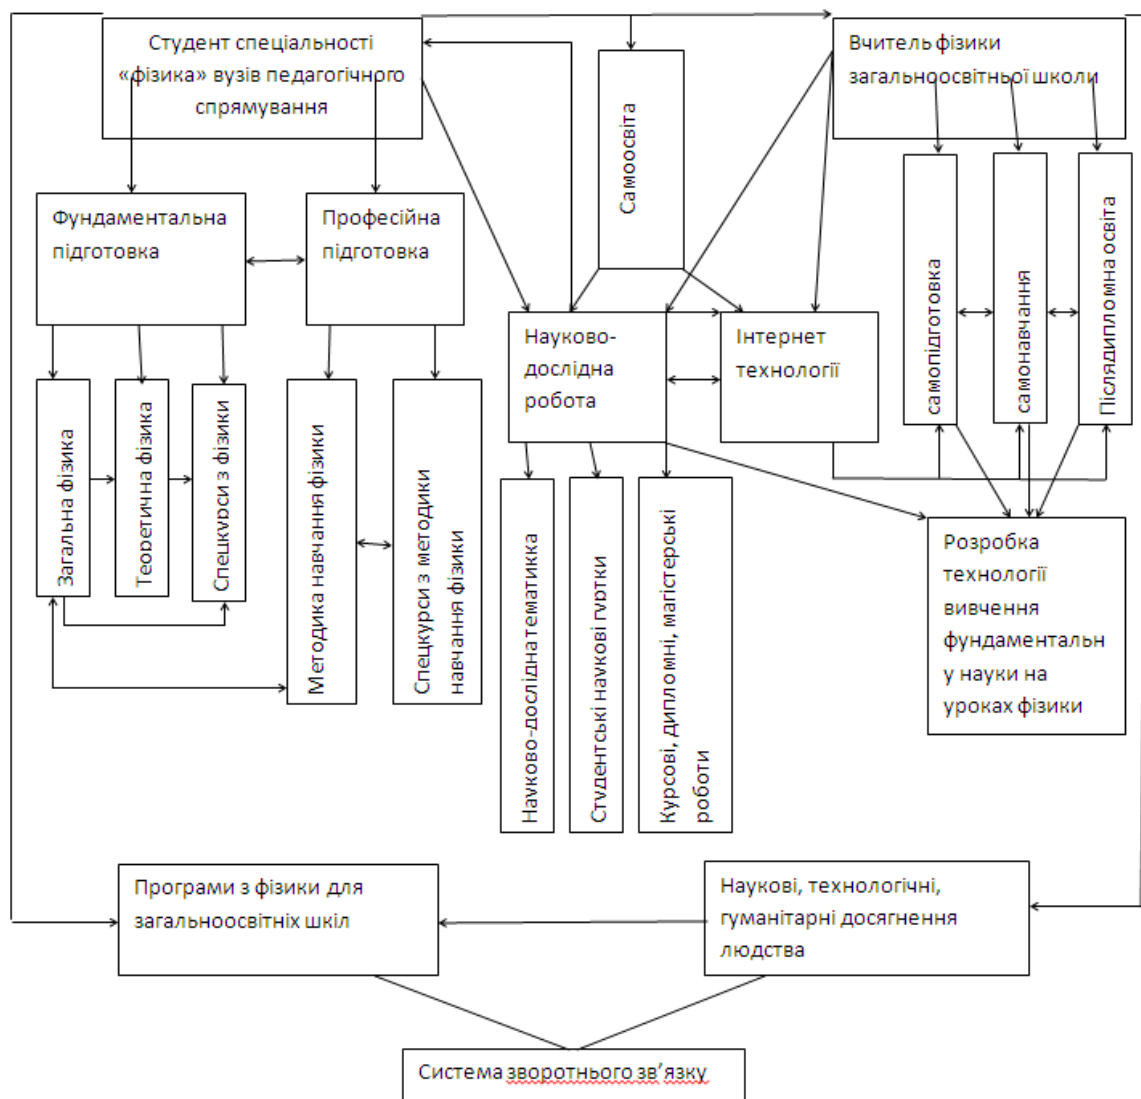 Студент спеціальності
«фізика» вузів педагогічного
спрямування
Вчитель фізики
загальноосвітньої школи
Самоосвіта
Фундаментальна
підготовка
Професійна
підготовка
самопідготовка
самонавчання
Післядипломна освіта
Науково-
дослідна
робота
Інтернет
технології
Загальна фізика
Теоретична фізика
Спецкурси з фізики
Методика навчання фізики
Спецкурси з методики
навчання фізики
Науково-дослідна тематикка
Студентські наукові гуртки
Курсові, дипломні, магістерські
роботи
Розробка
технології
вивчення
фундаментальн
у науки на
уроках фізики
Програми з фізики для
загальноосвітніх шкіл
Наукові, технологічні,
гуманітарні досягнення
людства
Система зворотнього зв’язку